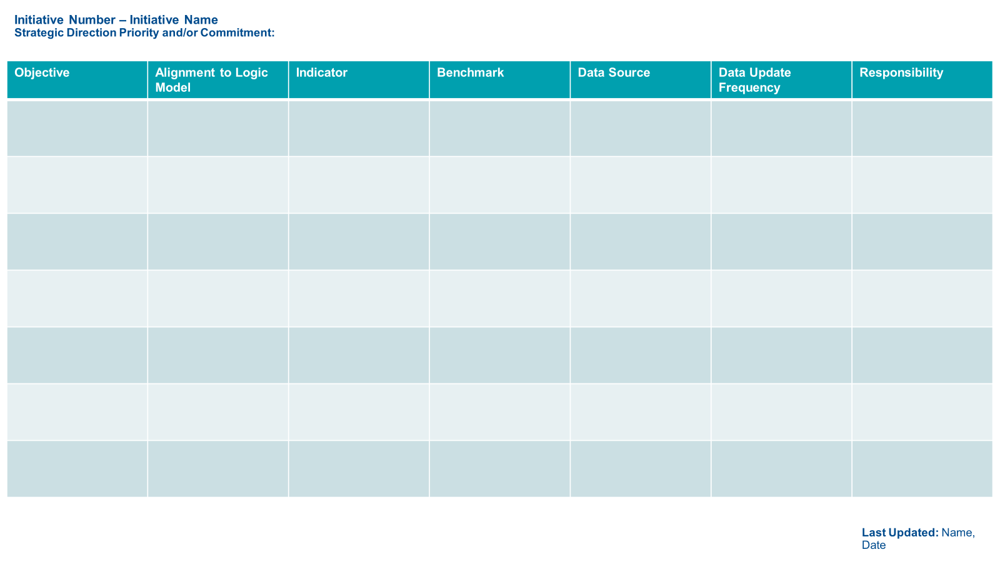 Initiative Number – Initiative Name
Strategic Direction Priority and/or Commitment:
Objective
Alignment to Logic
Model
Indicator
Benchmark
Data Source
Data Update
Frequency
Responsibility
Last Updated: Name,
Date